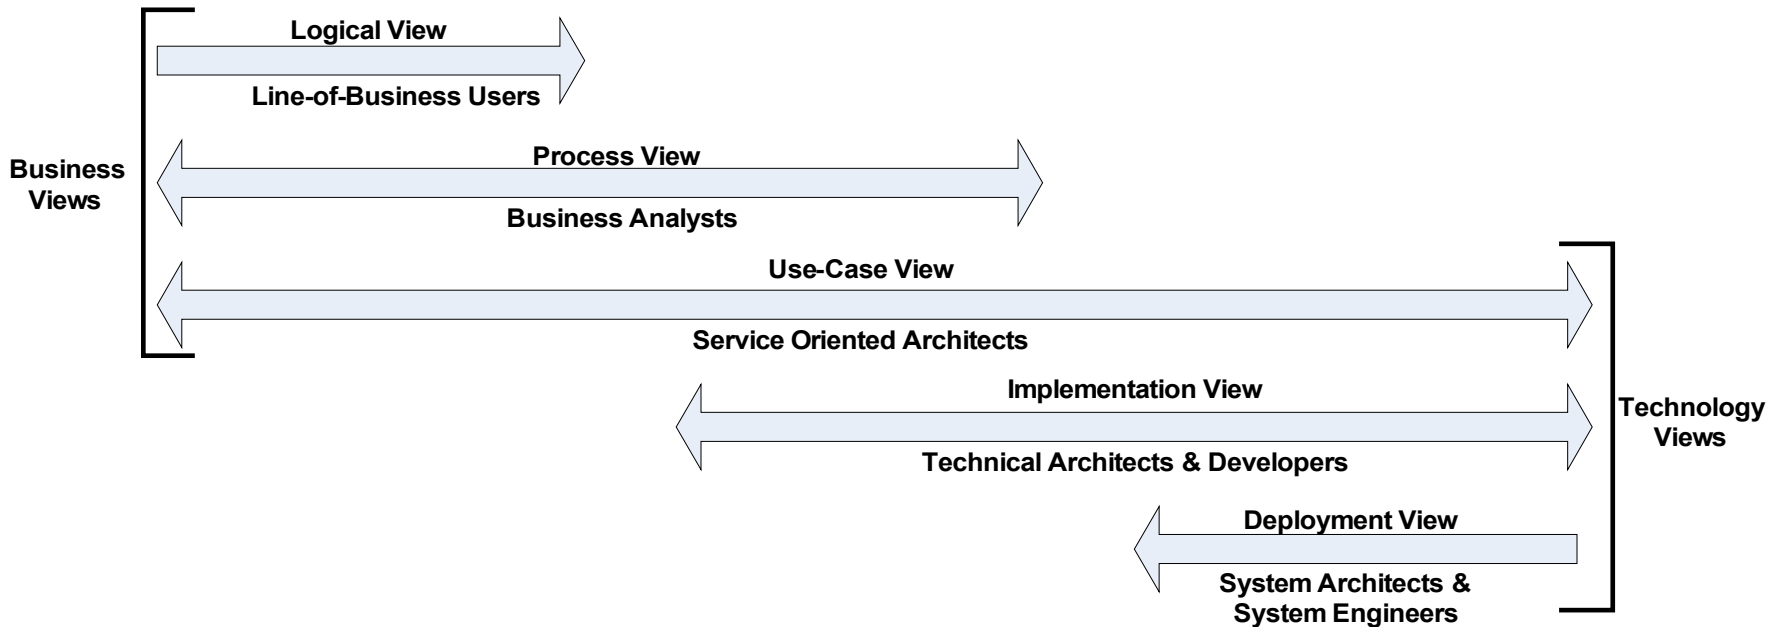 Logical View
Line-of-Business Users
Business
Views
Process View
Business Analysts
Use-Case View
Service Oriented Architects
Implementation View
Technical Architects & Developers
Technology
Views
Deployment View
System Architects &
System Engineers